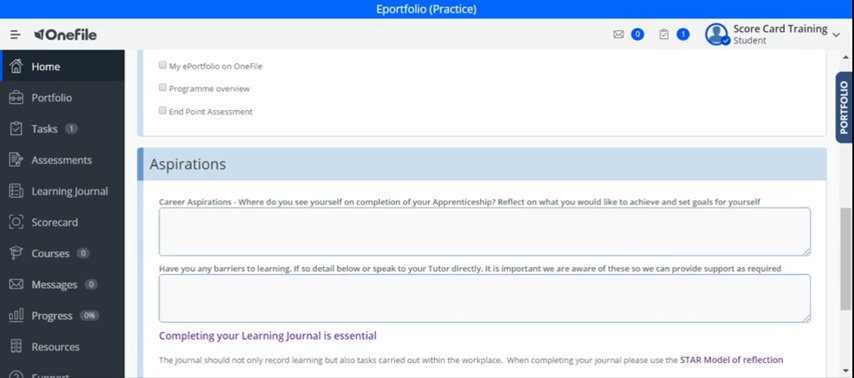 Eportfolio (Practice)
Onefile
0
1
Score Card Training
Student
Home
Portfolio
Tasks 1
Assessments
Learning Journal
Scorecard
Courses 0
Messages 0
Progress 0%
Resources
Support
My ePortfolio on OneFile
Programme overview
End Point Assessment
Aspirations
Career Aspirations - Where do you see yourself on completion of your Apprenticeship? Reflect on what you would like to achieve and set goals for yourself
Have you any barriers to learning. If so detail below or speak to your Tutor directly. It is important we are aware of these so we can provide support as required
Completing your Learning Journal is essential
The journal should not only record learning but also tasks carried out within the workplace. When completing your journal please use the STAR Model of reflection
PORTFOLIO